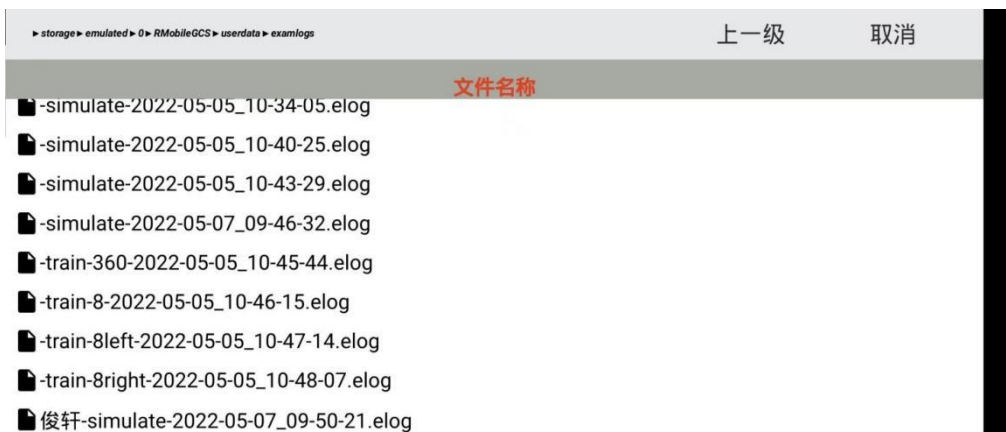 ▸ storage ▸ emulated ▸ 0 ▸ RMobileGCS ▸ userdata ▸ examlogs
上一级 取消
文件名称
-simulate-2022-05-05_10-34-05.elog
-simulate-2022-05-05_10-40-25.elog
-simulate-2022-05-05_10-43-29.elog
-simulate-2022-05-07_09-46-32.elog
-train-360-2022-05-05_10-45-44.elog
-train-8-2022-05-05_10-46-15.elog
-train-8left-2022-05-05_10-47-14.elog
-train-8right-2022-05-05_10-48-07.elog
俊轩-simulate-2022-05-07_09-50-21.elog